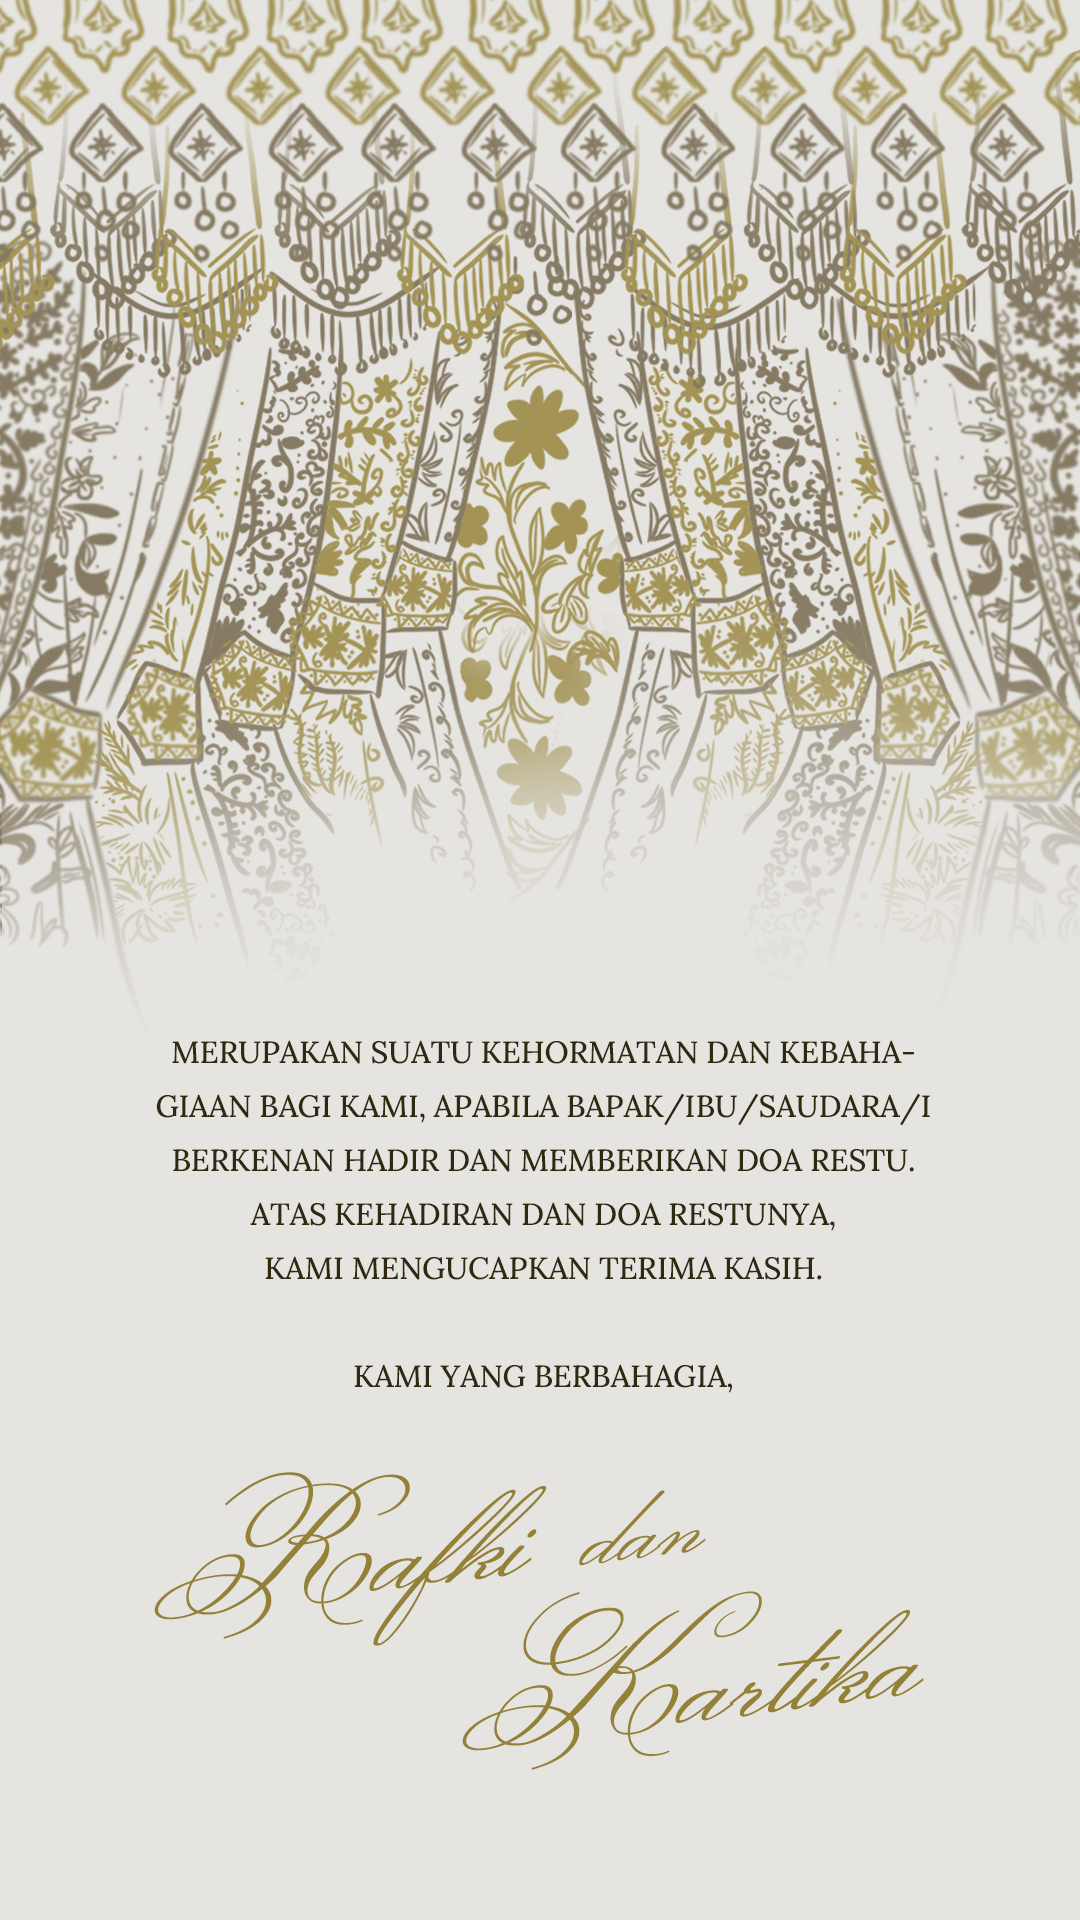 MERUPAKAN SUATU KEHORMATAN DAN KEBAHA-
GIAAN BAGI KAMI, APABILA BAPAK/IBU/SAUDARA/I
BERKENAN HADIR DAN MEMBERIKAN DOA RESTU.
ATAS KEHADIRAN DAN DOA RESTUNYA,
KAMI MENGUCAPKAN TERIMA KASIH.
KAMI YANG BERBAHAGIA,
Rafki dan
Kartika